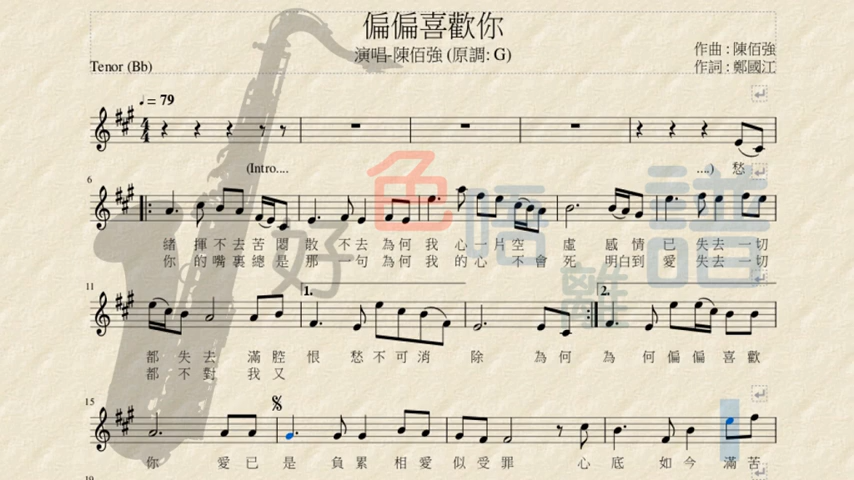 偏偏喜歡你
演唱-陳佰強 (原調: G)
作曲 : 陳佰強
Tenor (Bb)
作詞 : 鄭國江
♩= 79
(Intro.... ....) 愁
6
緒 揮 不 去 苦 悶 散 不 去 為 何 我 心 一 片 空 虛 感 情 已 失 去 一 切
你 的 嘴 裏 總 是 那 一 句 為 何 我 的 心 不 會 死 明 白 到 愛 失 去 一 切
好色唔離譜
11
1. 2.
都 失 去 滿 腔 恨 愁 不 可 消 除 為 何 為 何 偏 偏 喜 歡
都 不 對 我 又
15
你 愛 已 是 負 累 相 愛 似 受 罪 心 底 如 今 滿 苦
19